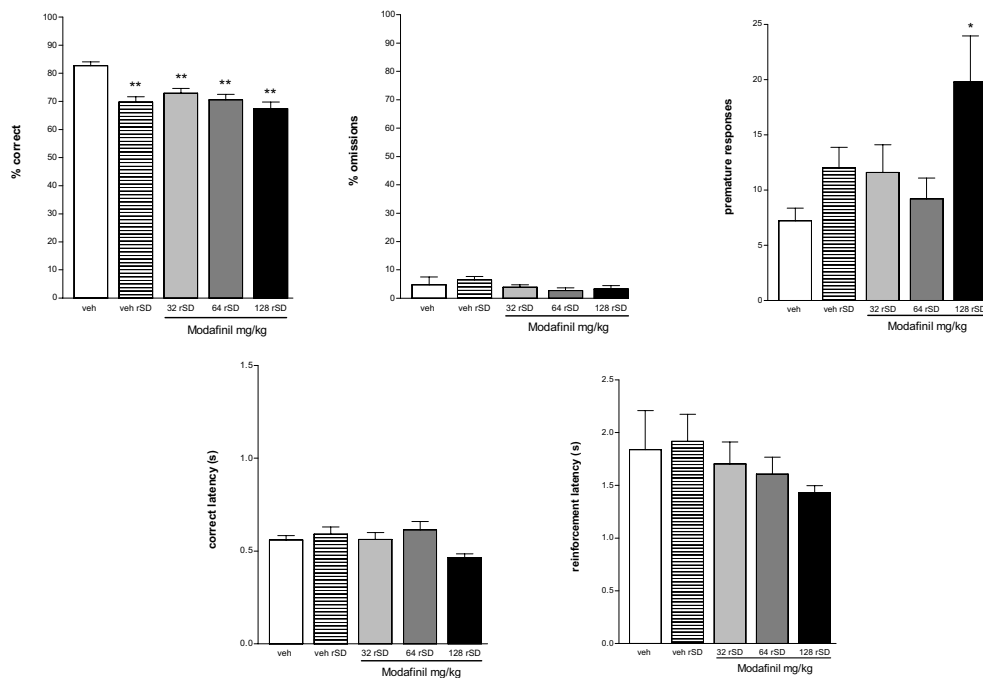 % correct
100
90
80
70
60
50
40
30
20
10
0
** ** ** **
veh veh rSD 32 rSD 64 rSD 128 rSD
Modafinil mg/kg
% omissions
100
90
80
70
60
50
40
30
20
10
0
veh veh rSD 32 rSD 64 rSD 128 rSD
Modafinil mg/kg
premature responses
25
20
15
10
5
0
*
veh veh rSD 32 rSD 64 rSD 128 rSD
Modafinil mg/kg
correct latency (s)
1.5
1.0
0.5
0.0
veh veh rSD 32 rSD 64 rSD 128 rSD
Modafinil mg/kg
reinforcement latency (s)
2.5
2.0
1.5
1.0
0.5
0.0
veh veh rSD 32 rSD 64 rSD 128 rSD
Modafinil mg/kg